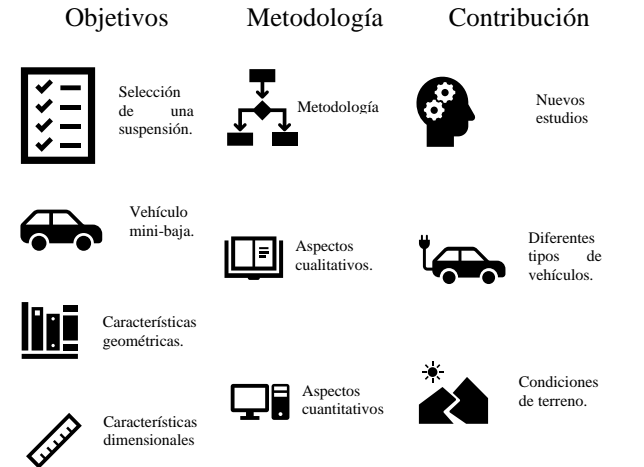 Objetivos
Selección
de una
suspensión.
Vehículo
mini-baja.
Características
geométricas.
Características
dimensionales
Metodología
Metodología
Aspectos
cualitativos.
Aspectos
cuantitativos
Contribución
Nuevos
estudios
Diferentes
tipos de
vehículos.
Condiciones
de terreno.